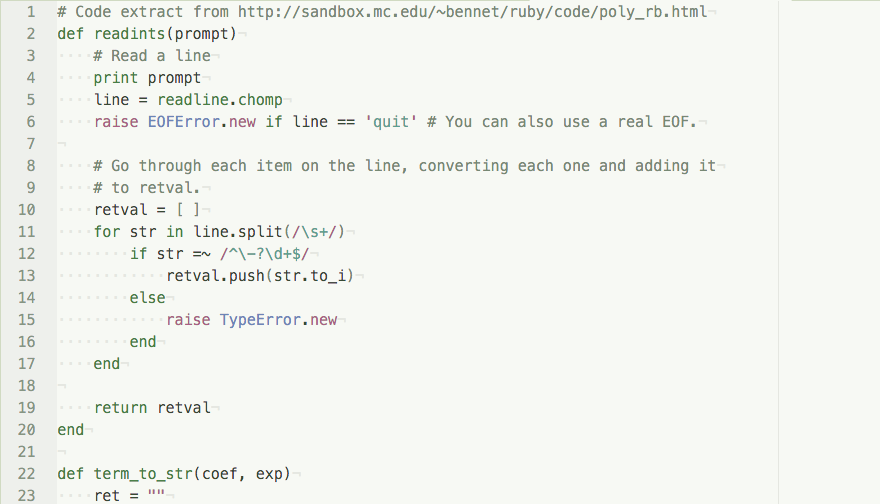 1 # Code extract from http://sandbox.mc.edu/~bennet/ruby/code/poly_rb.html
2 def readints(prompt)
3     # Read a line
4     print prompt
5     line = readline.chomp
6     raise EOFError.new if line == 'quit' # You can also use a real EOF.
7
8     # Go through each item on the line, converting each one and adding it
9     # to retval.
10     retval = [ ]
11     for str in line.split(/\s+/)
12         if str =~ /^\-?\d+$/
13             retval.push(str.to_i)
14         else
15             raise TypeError.new
16         end
17     end
18
19     return retval
20 end
21
22 def term_to_str(coef, exp)
23     ret = ""